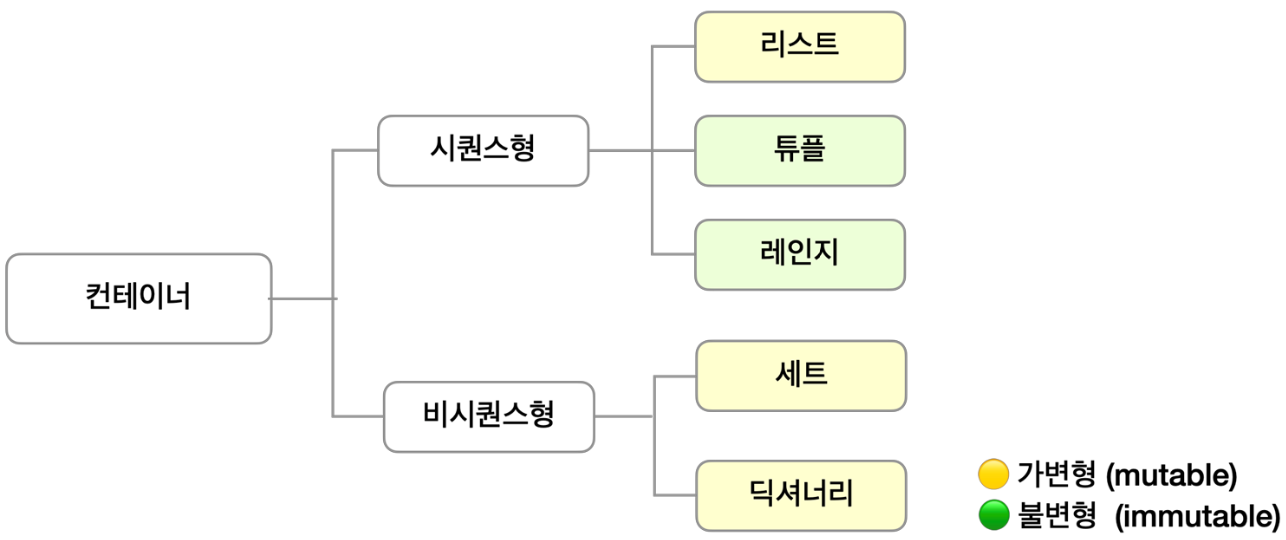 리스트
시퀀스형
튜플
레인지
컨테이너
세트
비시퀀스형
딕셔너리
가변형 (mutable)
불변형 (immutable)